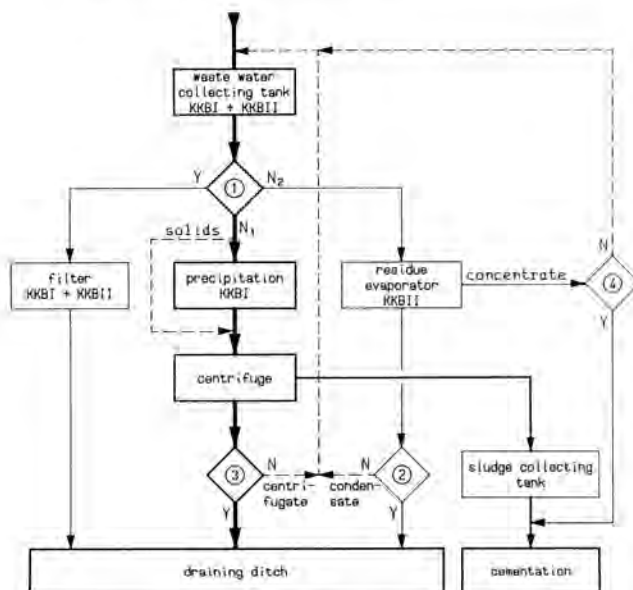 waste water
collecting tank
KKBI + KKBII
Y
1
N2
N1
solids
filter
KKBI + KKBII
precipitation
KKBI
residue
evaporator
KKBII
concentrate
N
4
Y
centrifuge
3
N
centri-
fugate
Y
N
conden-
sate
2
Y
sludge collecting
tank
draining ditch
cementation